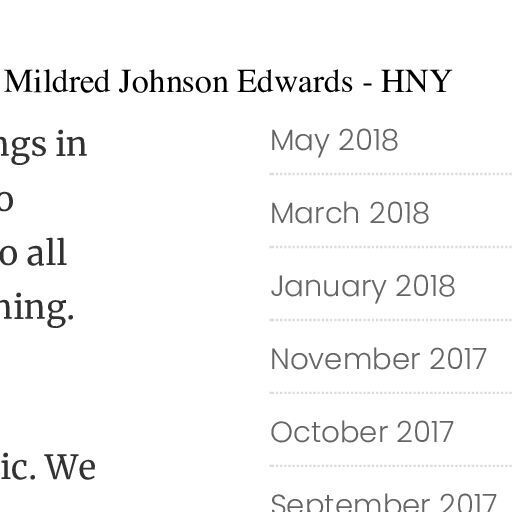 Mildred Johnson Edwards - HNY
ngs in
o
o all
ning.
ic. We
May 2018
March 2018
January 2018
November 2017
October 2017
September 2017